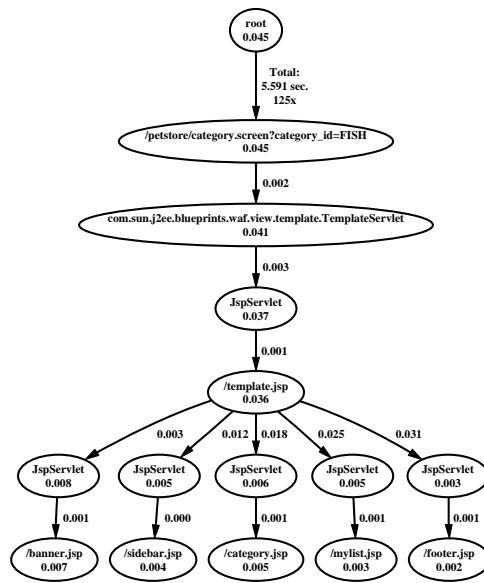 root
0.045
Total:
5.591 sec.
125x
/petstore/category.screen?category_id=FISH
0.045
0.002
com.sun.j2ee.blueprints.waf.view.template.TemplateServlet
0.041
0.003
JspServlet
0.037
0.001
/template.jsp
0.036
0.003 0.012 0.018 0.025 0.031
JspServlet JspServlet JspServlet JspServlet JspServlet
0.008 0.005 0.006 0.005 0.003
0.001 0.000 0.001 0.001 0.001
/banner.jsp /sidebar.jsp /category.jsp /mylist.jsp /footer.jsp
0.007 0.004 0.005 0.003 0.002